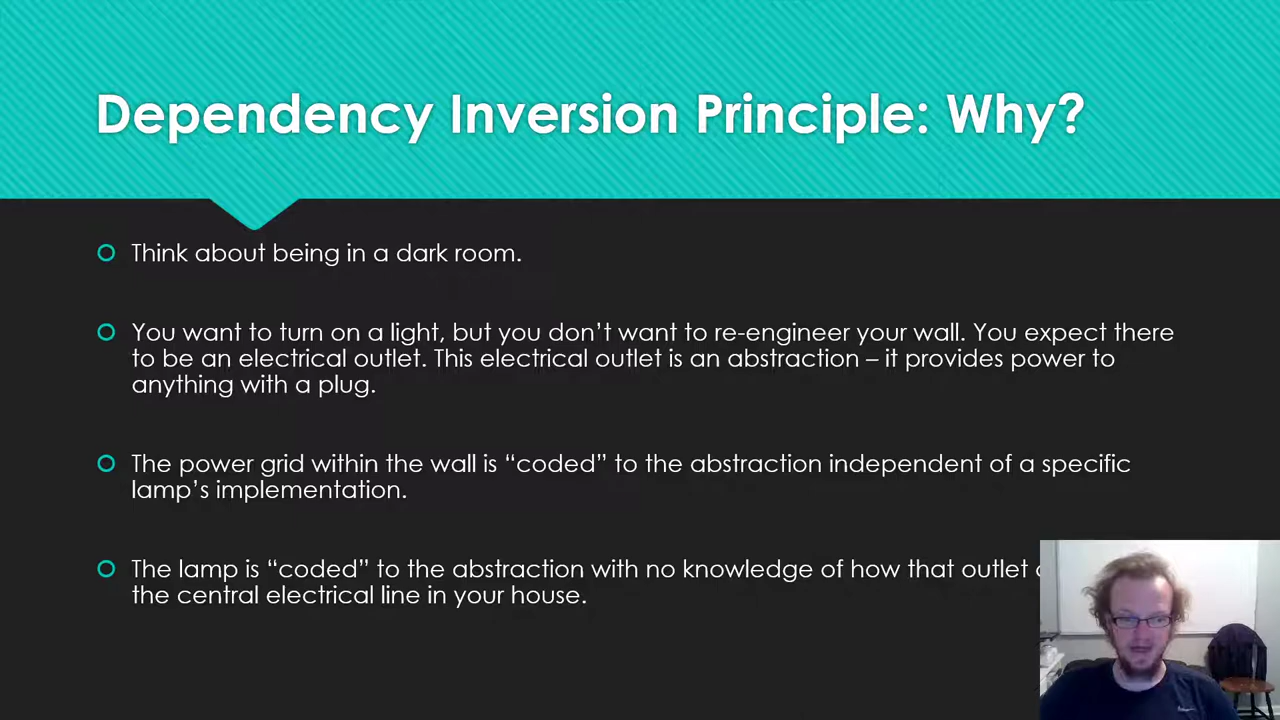 Dependency Inversion Principle: Why?
Think about being in a dark room.
You want to turn on a light, but you don’t want to re-engineer your wall. You expect there
to be an electrical outlet. This electrical outlet is an abstraction – it provides power to
anything with a plug.
The power grid within the wall is “coded” to the abstraction independent of a specific
lamp’s implementation.
The lamp is “coded” to the abstraction with no knowledge of how that outlet
the central electrical line in your house.